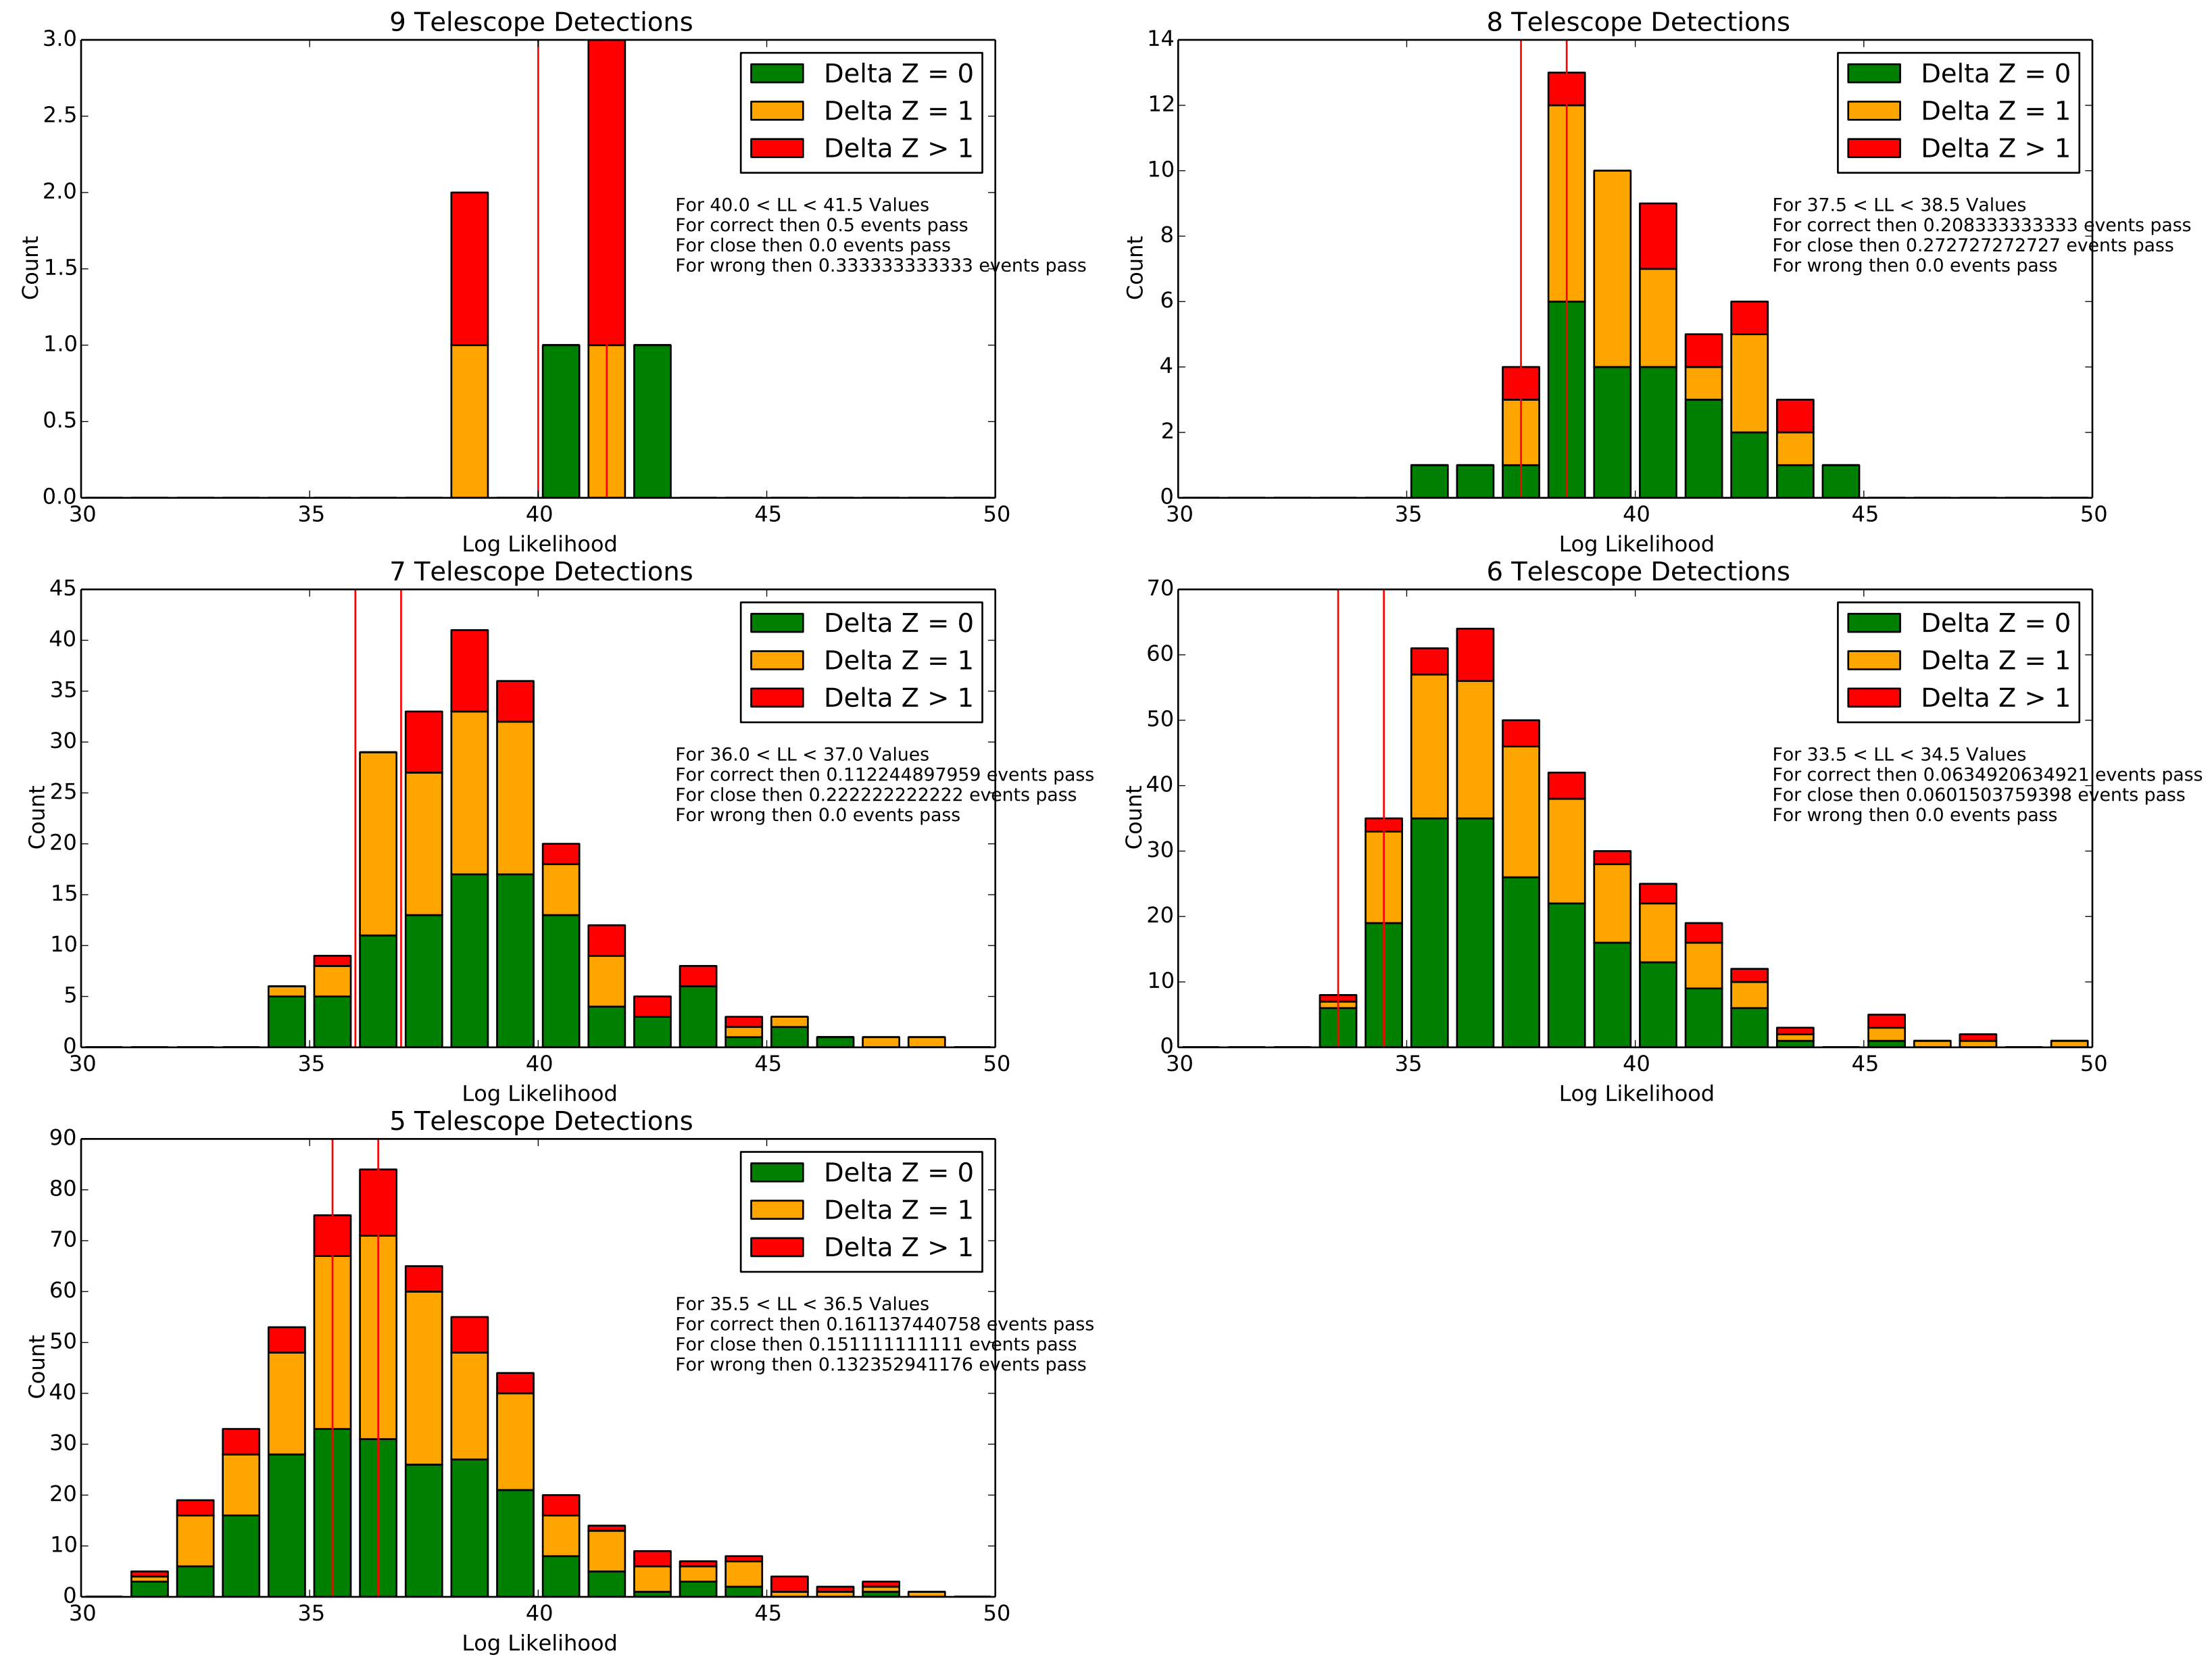 9 Telescope Detections
3.0
2.5
2.0
1.5
1.0
0.5
0.0
Count
Delta Z = 0
Delta Z = 1
Delta Z > 1
For 40.0 < LL < 41.5 Values
For correct then 0.5 events pass
For close then 0.0 events pass
For wrong then 0.333333333333 events pass
30 35 40 45 50
Log Likelihood
8 Telescope Detections
14
12
10
8
6
4
2
0
Count
Delta Z = 0
Delta Z = 1
Delta Z > 1
For 37.5 < LL < 38.5 Values
For correct then 0.208333333333 events pass
For close then 0.272727272727 events pass
For wrong then 0.0 events pass
30 35 40 45 50
Log Likelihood
7 Telescope Detections
45
40
35
30
25
20
15
10
5
0
Count
Delta Z = 0
Delta Z = 1
Delta Z > 1
For 36.0 < LL < 37.0 Values
For correct then 0.112244897959 events pass
For close then 0.222222222222 events pass
For wrong then 0.0 events pass
30 35 40 45 50
Log Likelihood
6 Telescope Detections
70
60
50
40
30
20
10
0
Count
Delta Z = 0
Delta Z = 1
Delta Z > 1
For 33.5 < LL < 34.5 Values
For correct then 0.0634920634921 events pass
For close then 0.0601503759398 events pass
For wrong then 0.0 events pass
30 35 40 45 50
Log Likelihood
5 Telescope Detections
90
80
70
60
50
40
30
20
10
0
Count
Delta Z = 0
Delta Z = 1
Delta Z > 1
For 35.5 < LL < 36.5 Values
For correct then 0.161137440758 events pass
For close then 0.151111111111 events pass
For wrong then 0.132352941176 events pass
30 35 40 45 50
Log Likelihood